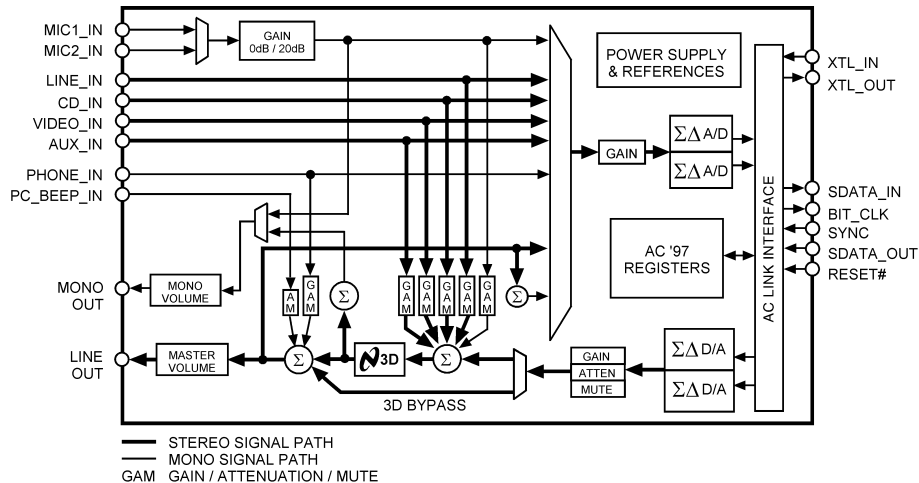 MIC1_IN
MIC2_IN
LINE_IN
CD_IN
VIDEO_IN
AUX_IN
PHONE_IN
PC_BEEP_IN
MONO
OUT
LINE
OUT
GAIN
0dB / 20dB
POWER SUPPLY
& REFERENCES
GAIN
ΣΔ A/D
ΣΔ A/D
AC '97
REGISTERS
AC LINK INTERFACE
XTL_IN
XTL_OUT
SDATA_IN
BIT_CLK
SYNC
SDATA_OUT
RESET#
MONO
VOLUME
AM
GAM
Σ
GAM
GAM
GAM
GAM
GAM
Σ
MASTER
VOLUME
Σ
3D
Σ
GAIN
ATTEN
MUTE
ΣΔ D/A
ΣΔ D/A
3D BYPASS
STEREO SIGNAL PATH
MONO SIGNAL PATH
GAM GAIN / ATTENUATION / MUTE